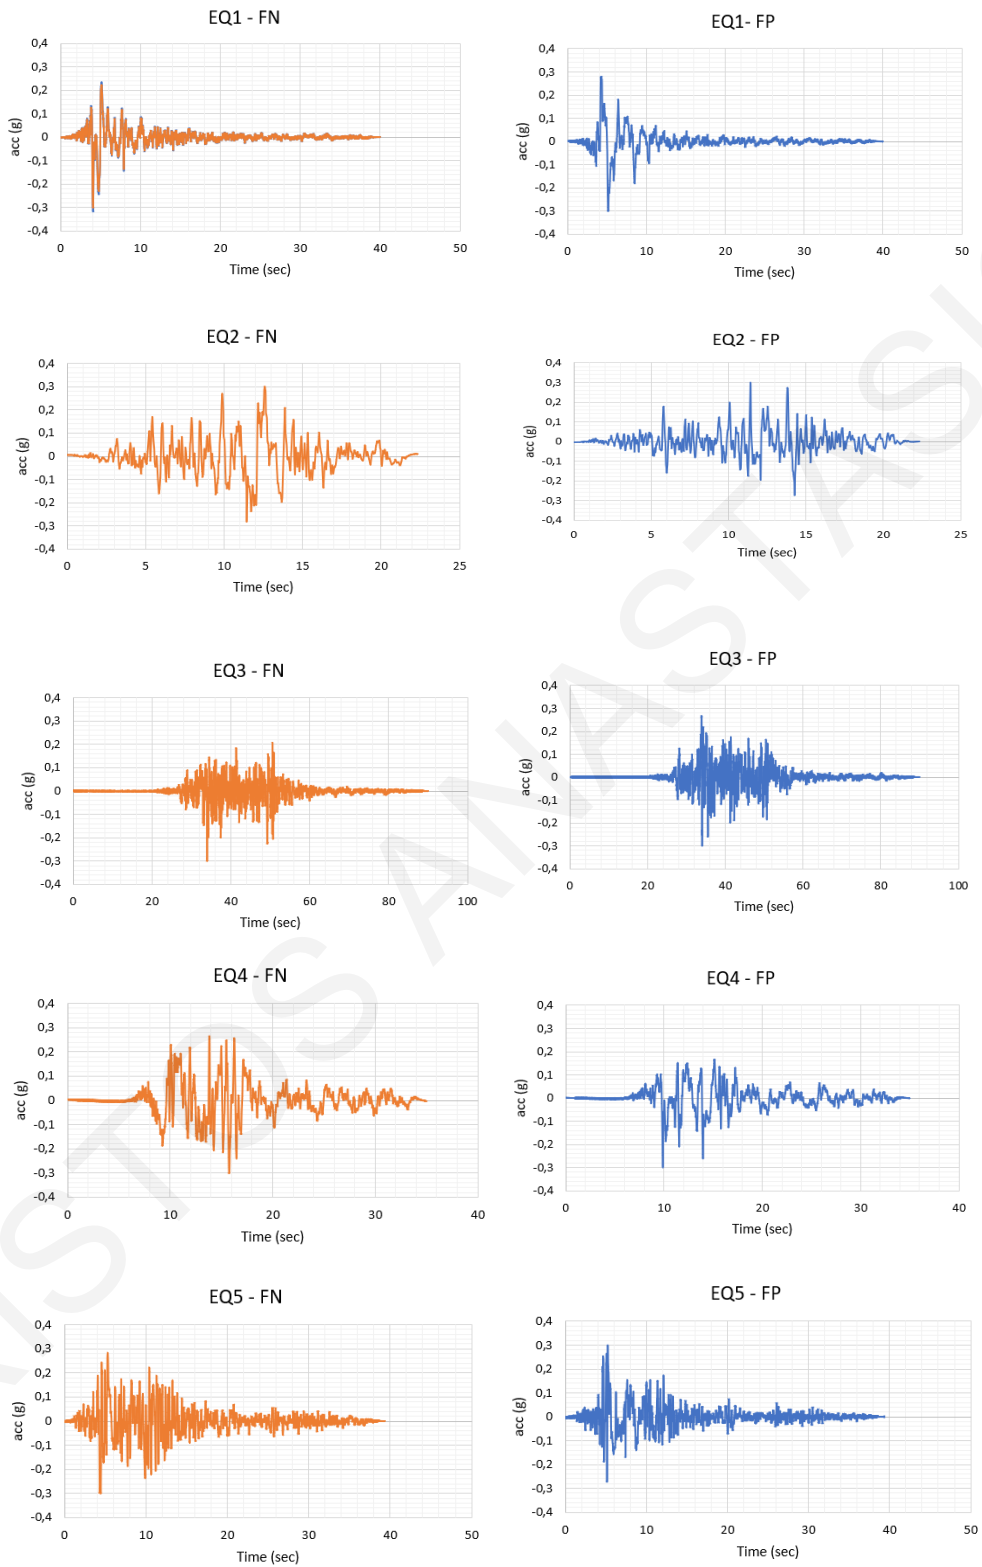 EQ1 - FN
0,4
0,3
0,2
0,1
0
-0,1
-0,2
-0,3
-0,4
acc (g)
0 10 20 30 40 50
Time (sec)
EQ1- FP
0,4
0,3
0,2
0,1
0
-0,1
-0,2
-0,3
-0,4
acc (g)
0 10 20 30 40 50
Time (sec)
EQ2 - FN
0,4
0,3
0,2
0,1
0
-0,1
-0,2
-0,3
-0,4
acc (g)
0 5 10 15 20 25
Time (sec)
EQ2 - FP
0,4
0,3
0,2
0,1
0
-0,1
-0,2
-0,3
-0,4
acc (g)
0 5 10 15 20 25
Time (sec)
EQ3 - FN
0,4
0,3
0,2
0,1
0
-0,1
-0,2
-0,3
-0,4
acc (g)
0 20 40 60 80 100
Time (sec)
EQ3 - FP
0,4
0,3
0,2
0,1
0
-0,1
-0,2
-0,3
-0,4
acc (g)
0 20 40 60 80 100
Time (sec)
EQ4 - FN
0,4
0,3
0,2
0,1
0
-0,1
-0,2
-0,3
-0,4
acc (g)
0 10 20 30 40
Time (sec)
EQ4 - FP
0,4
0,3
0,2
0,1
0
-0,1
-0,2
-0,3
-0,4
acc (g)
0 10 20 30 40
Time (sec)
EQ5 - FN
0,4
0,3
0,2
0,1
0
-0,1
-0,2
-0,3
-0,4
acc (g)
0 10 20 30 40 50
Time (sec)
EQ5 - FP
0,4
0,3
0,2
0,1
0
-0,1
-0,2
-0,3
-0,4
acc (g)
0 10 20 30 40 50
Time (sec)